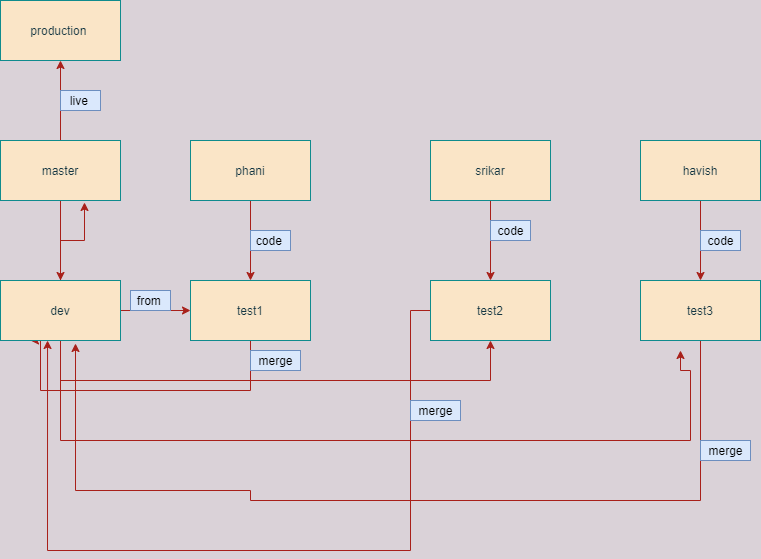 production
live
master
phani
srikar
havish
code
code
code
dev
from
test1
test2
test3
merge
merge
merge